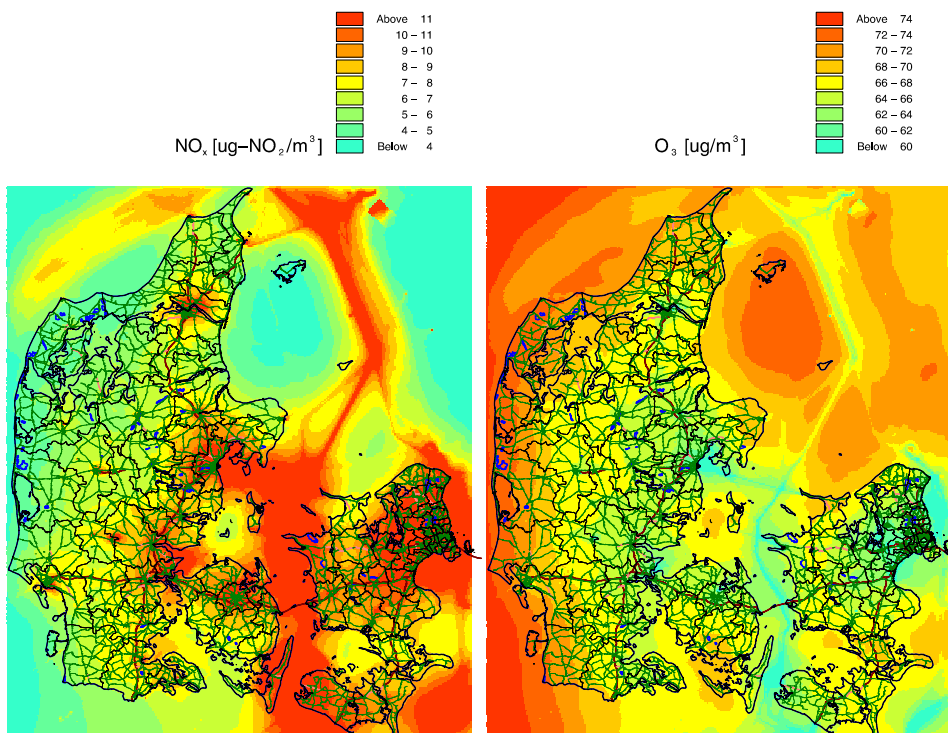 Above 11
10 – 11
9 – 10
8 – 9
7 – 8
6 – 7
5 – 6
4 – 5
Below 4
NOₓ [ug–NO₂/m³]
Above 74
72 – 74
70 – 72
68 – 70
66 – 68
64 – 66
62 – 64
60 – 62
Below 60
O₃ [ug/m³]